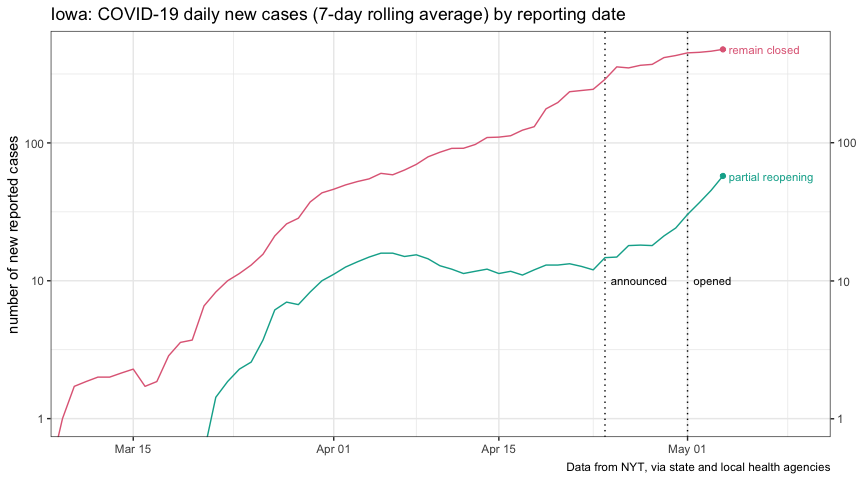 Iowa: COVID-19 daily new cases (7-day rolling average) by reporting date
remain closed
100
100
number of new reported cases
partial reopening
10
announced
opened
10
1
1
Mar 15
Apr 01
Apr 15
May 01
Data from NYT, via state and local health agencies